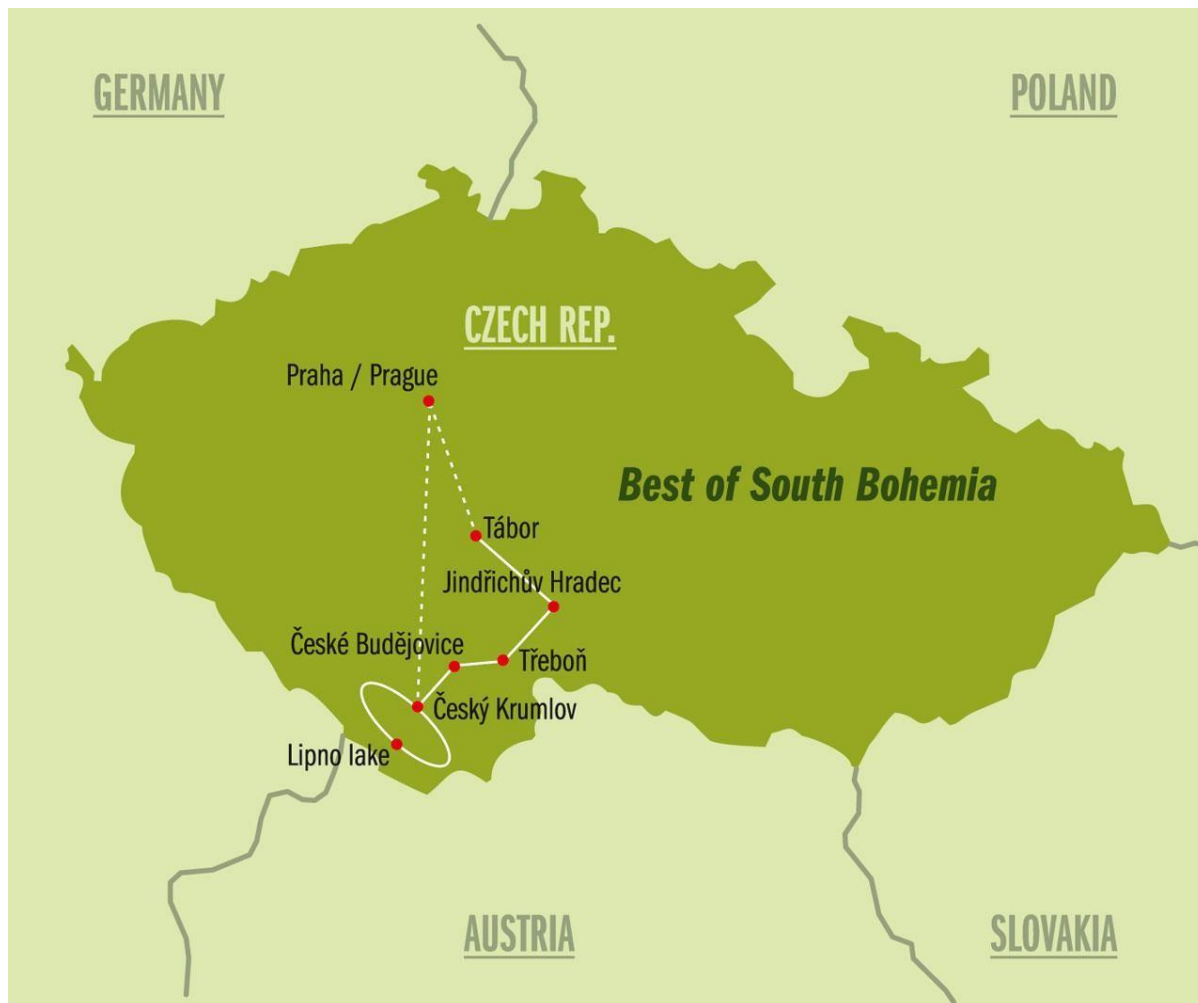 GERMANY
POLAND
CZECH REP.
Praha / Prague
Best of South Bohemia
Tábor
Jindřichův Hradec
České Budějovice
Třeboň
Český Krumlov
Lipno lake
AUSTRIA
SLOVAKIA